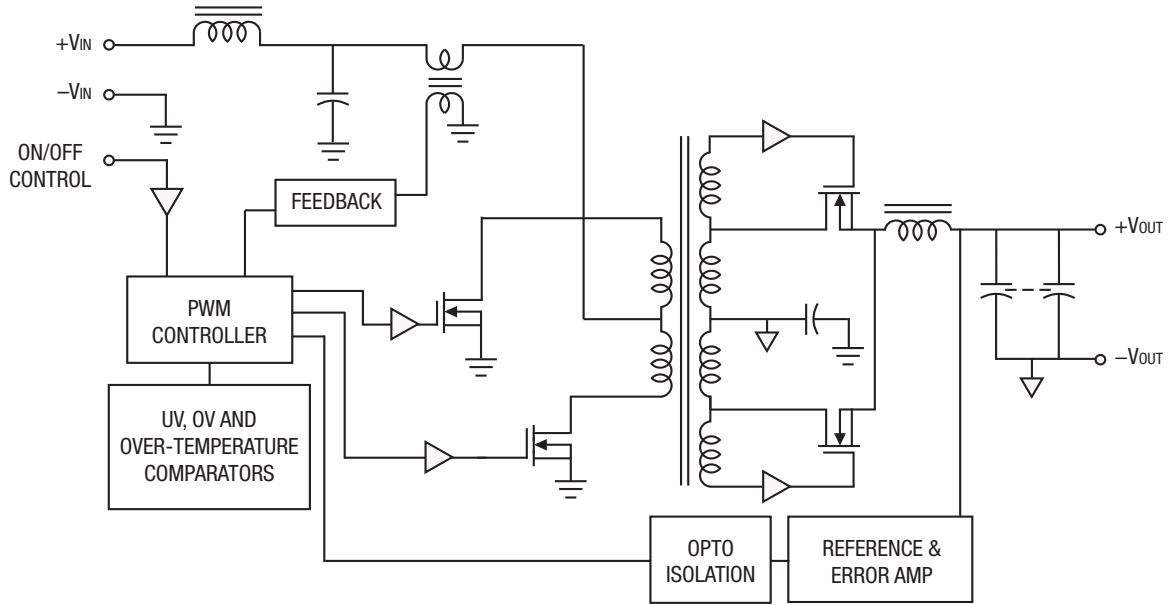 +VIN
−VIN
ON/OFF
CONTROL
FEEDBACK
PWM
CONTROLLER
UV, OV AND
OVER-TEMPERATURE
COMPARATORS
OPTO
ISOLATION
REFERENCE &
ERROR AMP
+VOUT
−VOUT